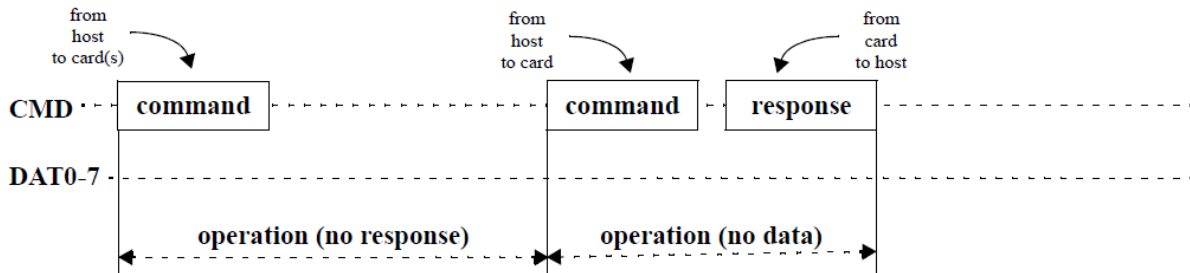 from
host
to card(s)
from
host
to card
from
card
to host
CMD
command
command
response
DAT0-7
operation (no response)
operation (no data)